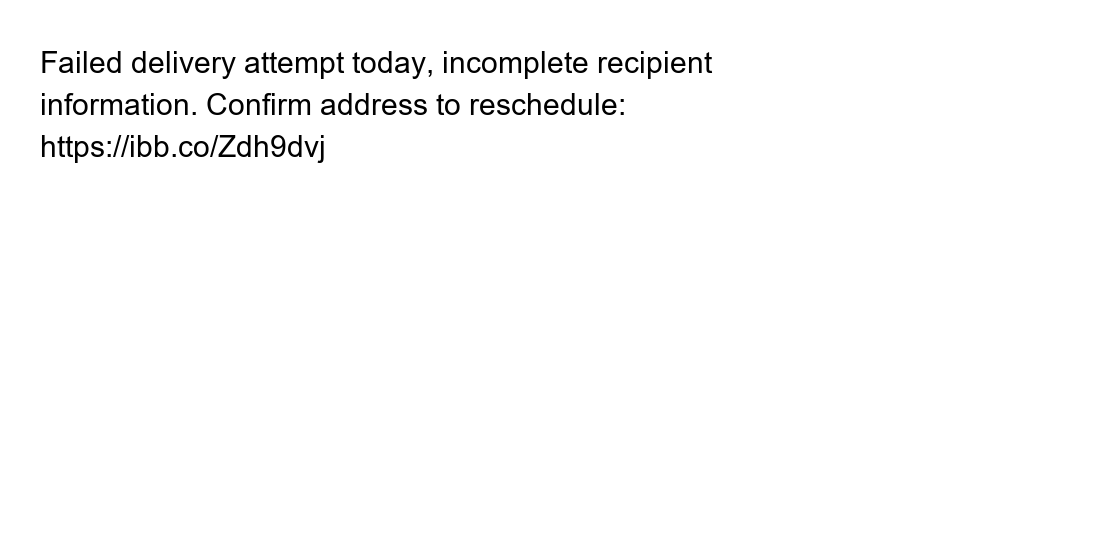 Failed delivery attempt today, incomplete recipient
information. Confirm address to reschedule:
https://ibb.co/Zdh9dvj